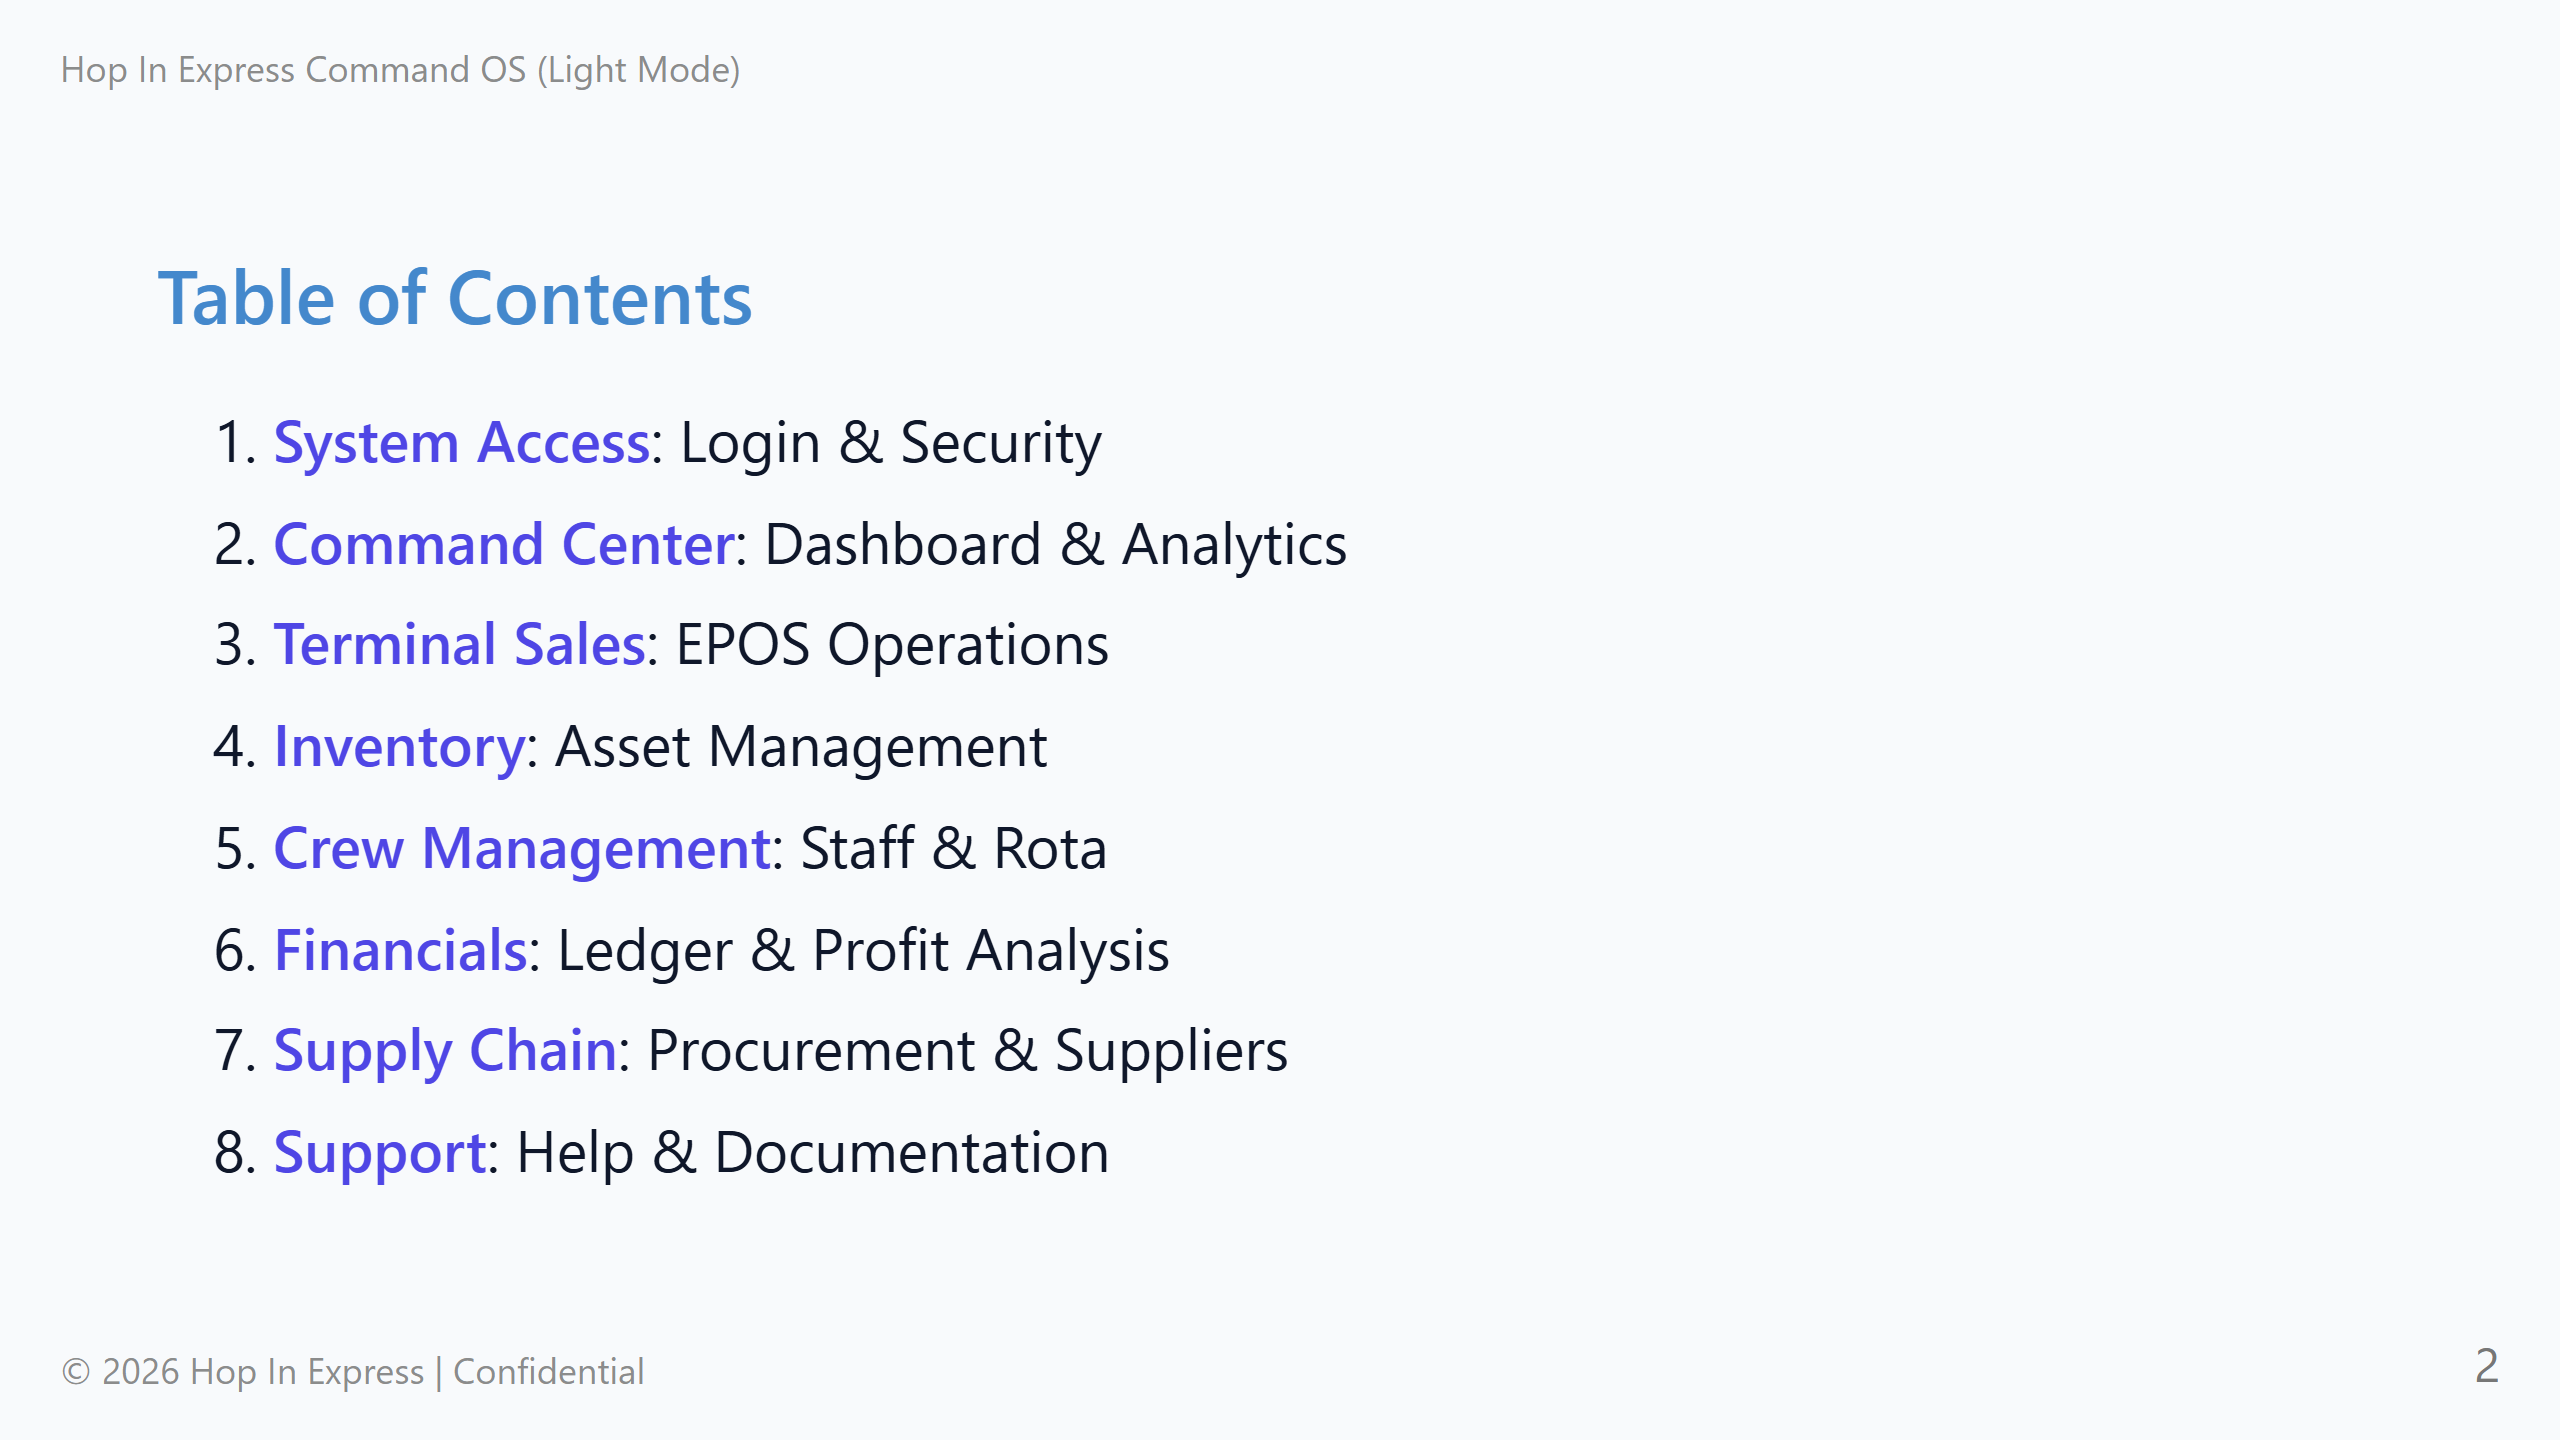 Hop In Express Command OS (Light Mode)
Table of Contents
1. System Access: Login & Security
2. Command Center: Dashboard & Analytics
3. Terminal Sales: EPOS Operations
4. Inventory: Asset Management
5. Crew Management: Staff & Rota
6. Financials: Ledger & Profit Analysis
7. Supply Chain: Procurement & Suppliers
8. Support: Help & Documentation
© 2026 Hop In Express | Confidential
2